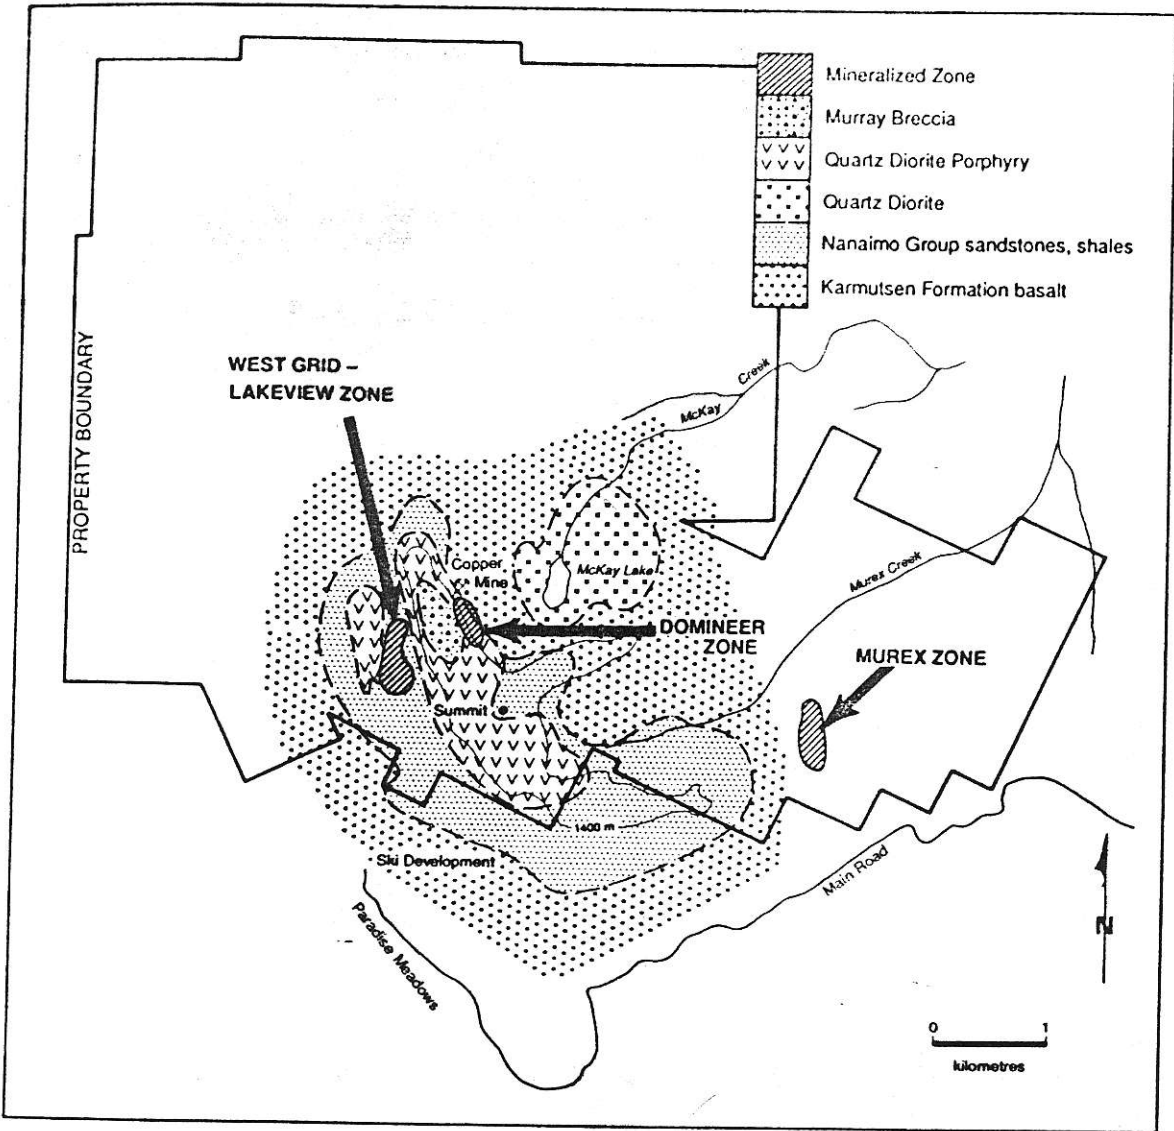 Mineralized Zone
Murray Breccia
Quartz Diorite Porphyry
Quartz Diorite
Nanaimo Group sandstones, shales
Karmutsen Formation basalt
PROPERTY BOUNDARY
WEST GRID –
LAKEVIEW ZONE
McKay
Creek
Copper
Mine
McKay Lake
Murex Creek
DOMINEER
ZONE
MUREX ZONE
Summit
1400 m
Ski Development
Main Road
Paradise Meadows
N
0 1
kilometres